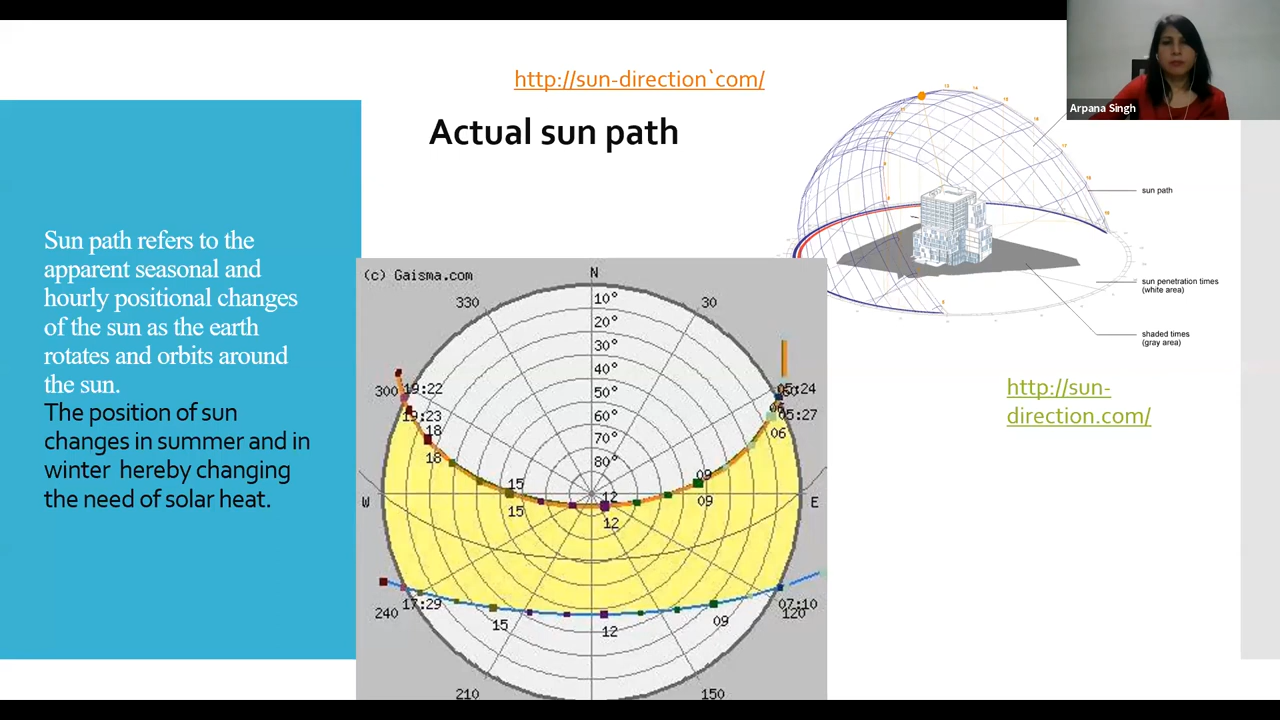 http://sun-direction`com/
Actual sun path
Arpana Singh
Sun path refers to the
apparent seasonal and
hourly positional changes
of the sun as the earth
rotates and orbits around
the sun.
The position of sun
changes in summer and in
winter hereby changing
the need of solar heat.
sun path
sun penetration times
(white area)
shaded times
(gray area)
http://sun-
direction.com/
(c) Gaisma.com
N
330
30
10°
20°
30°
40°
50°
60°
70°
80°
300
19:22
05:24
19:23
06
05:27
18
06
18
15
09
12
W
09
E
15
12
240
17:29
07:10
120
15
12
09
210
150